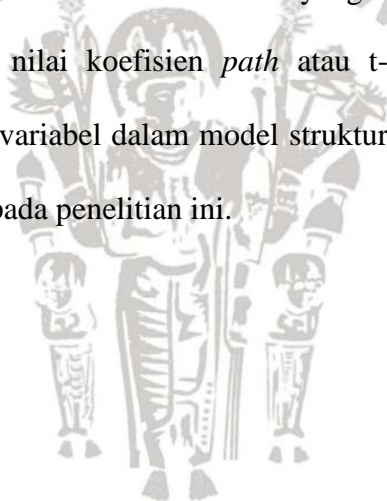 nilai koefisien path atau t-
variabel dalam model struktur
pada penelitian ini.